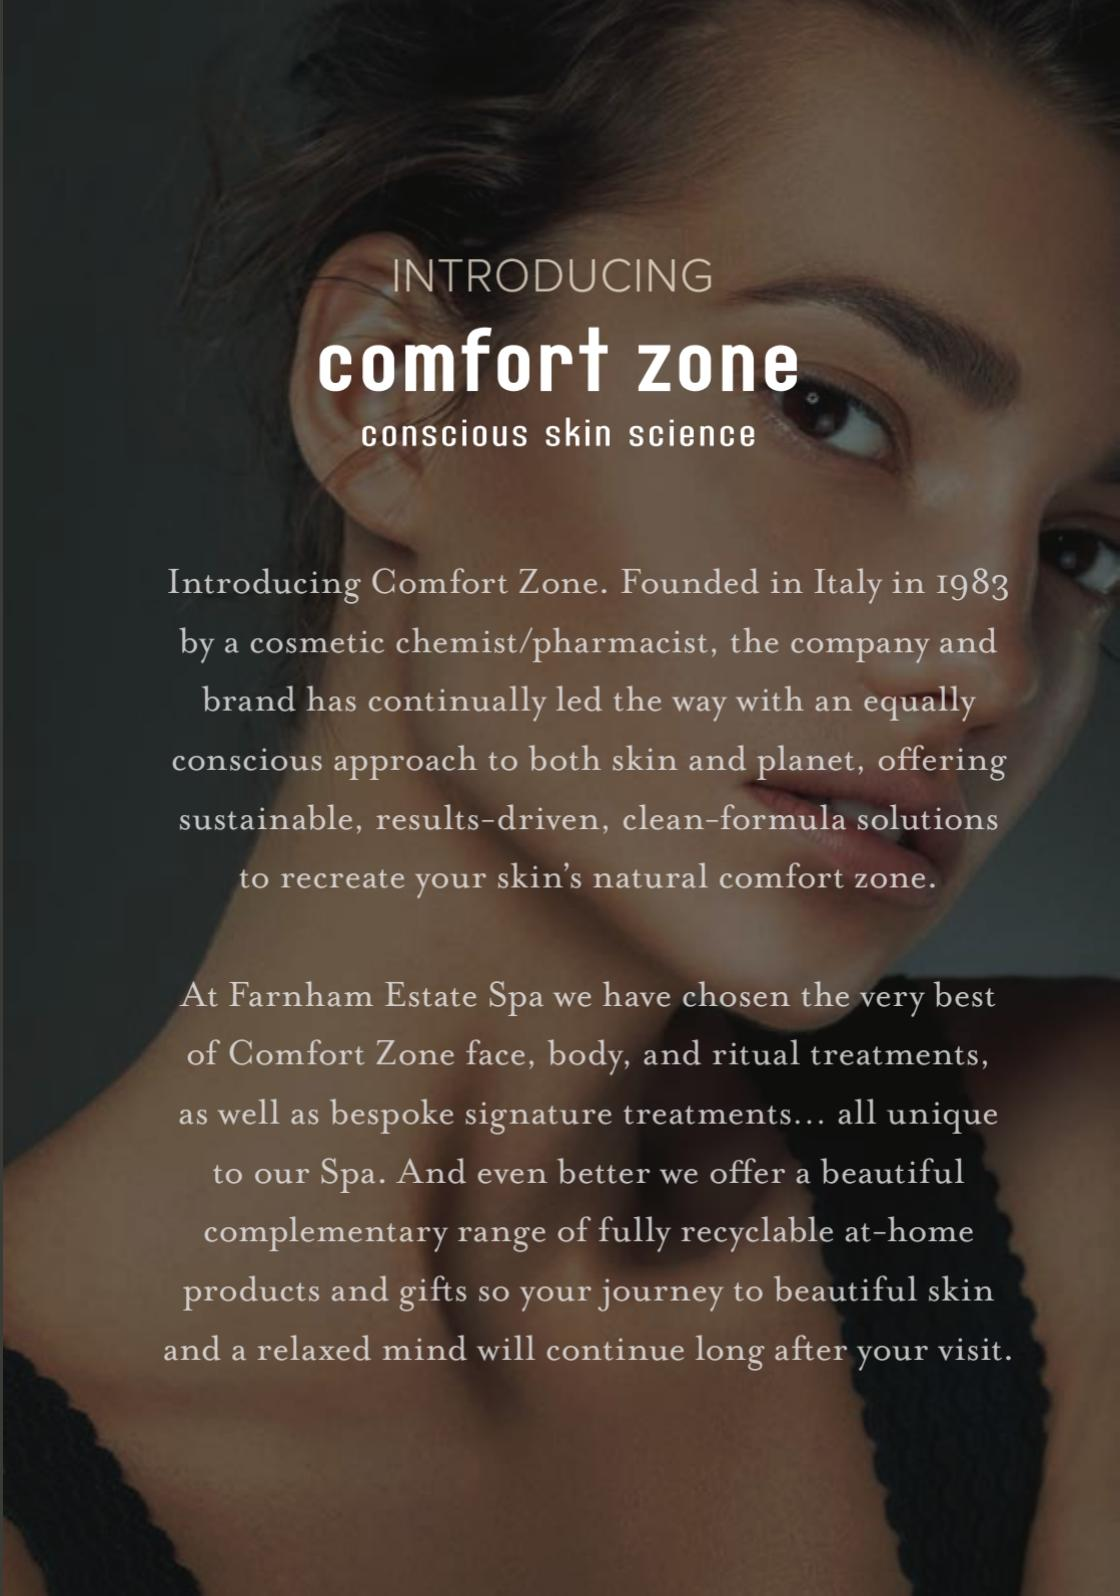 INTRODUCING
comfort zone
conscious skin science
Introducing Comfort Zone. Founded in Italy in 1983
by a cosmetic chemist/pharmacist, the company and
brand has continually led the way with an equally
conscious approach to both skin and planet, offering
sustainable, results-driven, clean-formula solutions
to recreate your skin’s natural comfort zone.
At Farnham Estate Spa we have chosen the very best
of Comfort Zone face, body, and ritual treatments,
as well as bespoke signature treatments… all unique
to our Spa. And even better we offer a beautiful
complementary range of fully recyclable at-home
products and gifts so your journey to beautiful skin
and a relaxed mind will continue long after your visit.